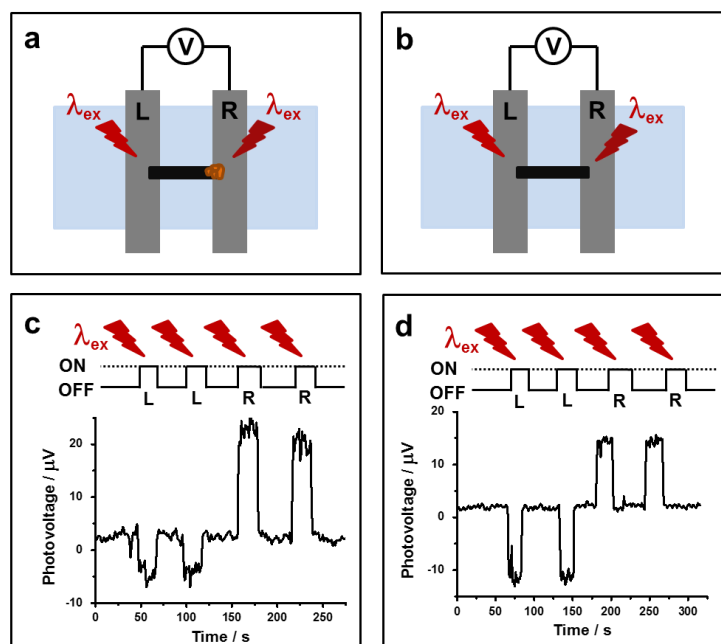 a
V
L
R
λex
λex
b
V
L
R
λex
λex
c
λex
ON
OFF
L
L
R
R
20
10
0
-10
Photovoltage / μV
0
50
100
150
200
250
Time / s
d
λex
ON
OFF
L
L
R
R
20
10
0
-10
Photovoltage / μV
0
50
100
150
200
250
300
Time / s